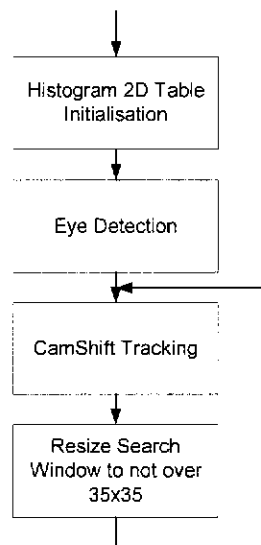 Histogram 2D Table
Initialisation
Eye Detection
CamShift Tracking
Resize Search
Window to not over
35x35